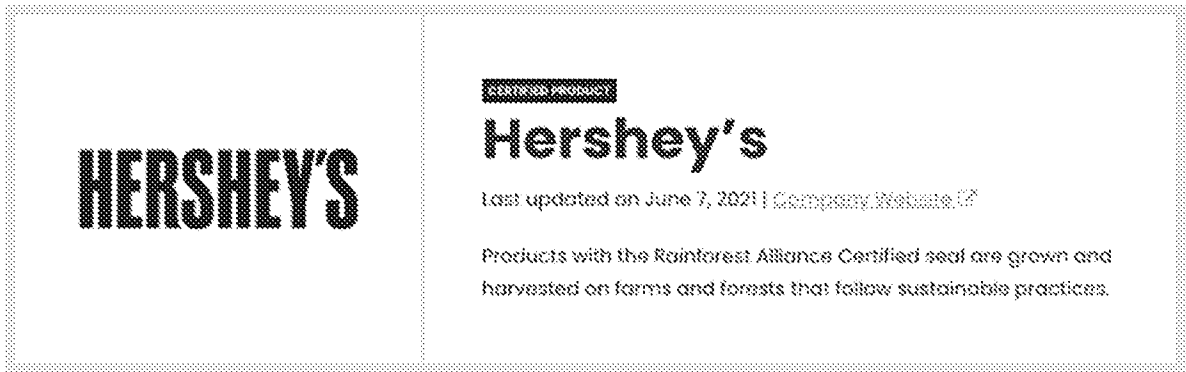 HERSHEY'S
CERTIFIED PRODUCT
Hershey's
Last updated on June 7, 2021 | Company Website
Products with the Rainforest Alliance Certified seal are grown and
harvested on farms and forests that follow sustainable practices.